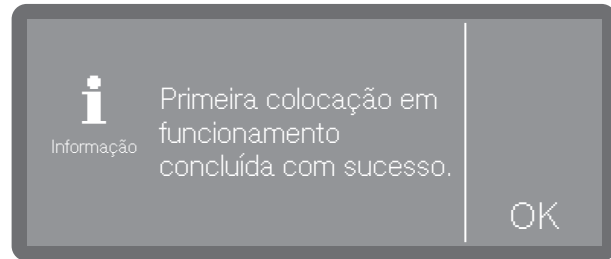 i
Informação
Primeira colocação em
funcionamento
concluída com sucesso.
OK